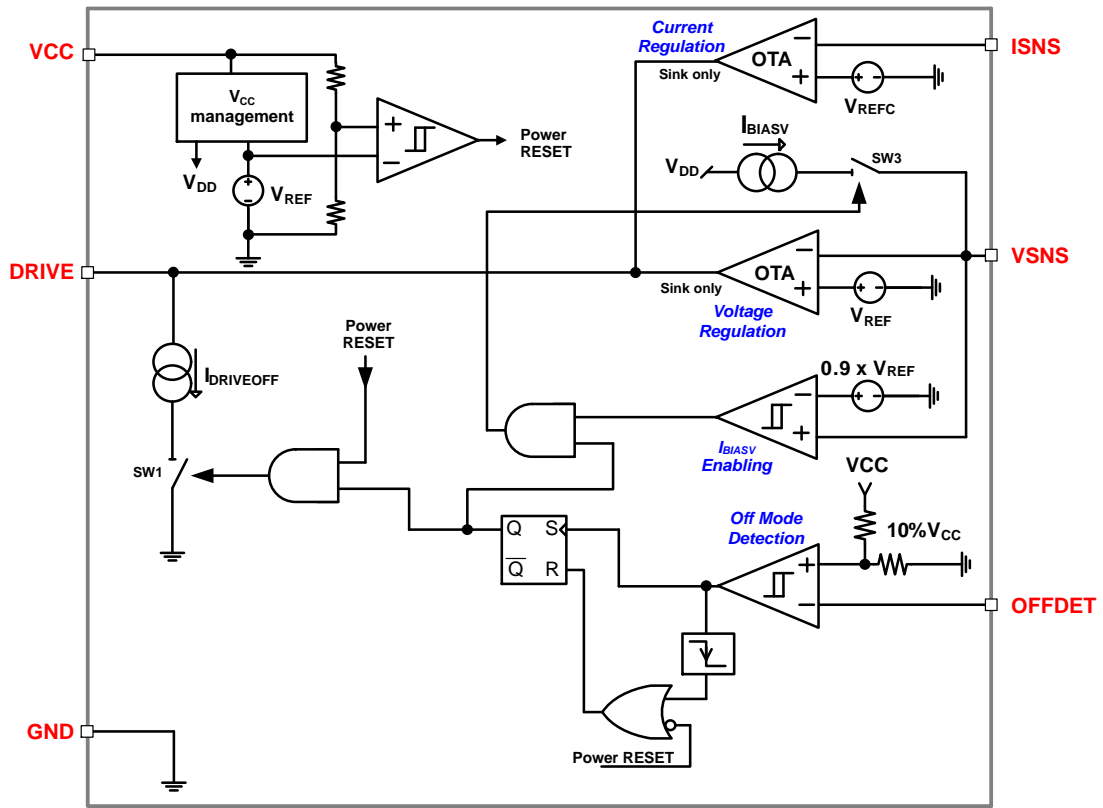 Current
Regulation
VCC
ISNS
OTA
Sink only
−
+
+ -
VREFC
VCC
management
+
−
Power
RESET
IBIASV
SW3
VDD
VDD
+
-
VREF
DRIVE
VSNS
−
OTA
+
Sink only
+ -
VREF
Voltage
Regulation
Power
RESET
IDRIVEOFF
0.9 x VREF
−
+ -
+
IBIASV
Enabling
SW1
VCC
Off Mode
Detection
10%VCC
Q S
Q R
+
−
OFFDET
GND
Power RESET